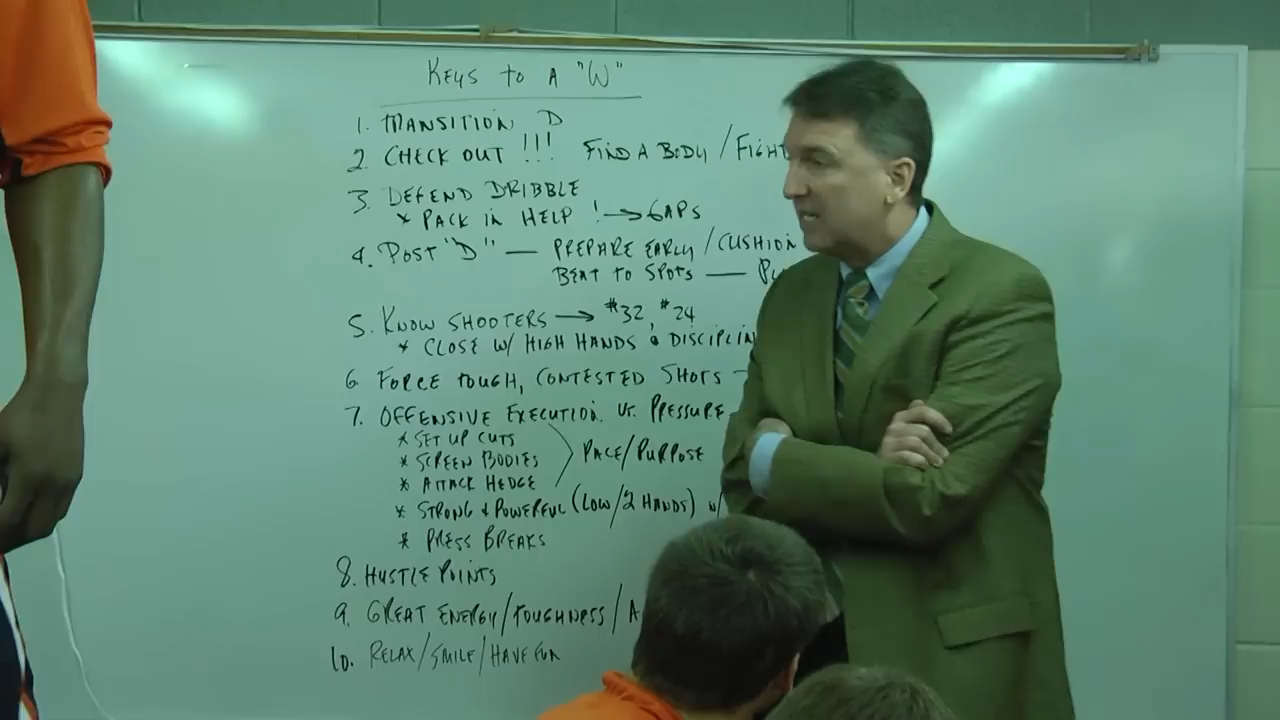 KEYS TO A "W"
1. TRANSITION D
2. CHECK OUT !!! FIND A BODY / FIGHT
3. DEFEND DRIBBLE
* PACK IN HELP ! → GAPS
4. POST "D" — PREPARE EARLY / CUSHION
BEAT TO SPOTS —
5. KNOW SHOOTERS → #32, #24
* CLOSE W/ HIGH HANDS & DISCIPLIN
6. FORCE TOUGH, CONTESTED SHOTS -
7. OFFENSIVE EXECUTION VS. PRESSURE -
* SET UP CUTS
* SCREEN BODIES PACE/PURPOSE
* ATTACK HEDGE
* STRONG & POWERFUL (LOW/2 HANDS) w/
* PRESS BREAKS
8. HUSTLE POINTS
9. GREAT ENERGY/TOUGHNESS/A
10. RELAX/SMILE/HAVE FUN